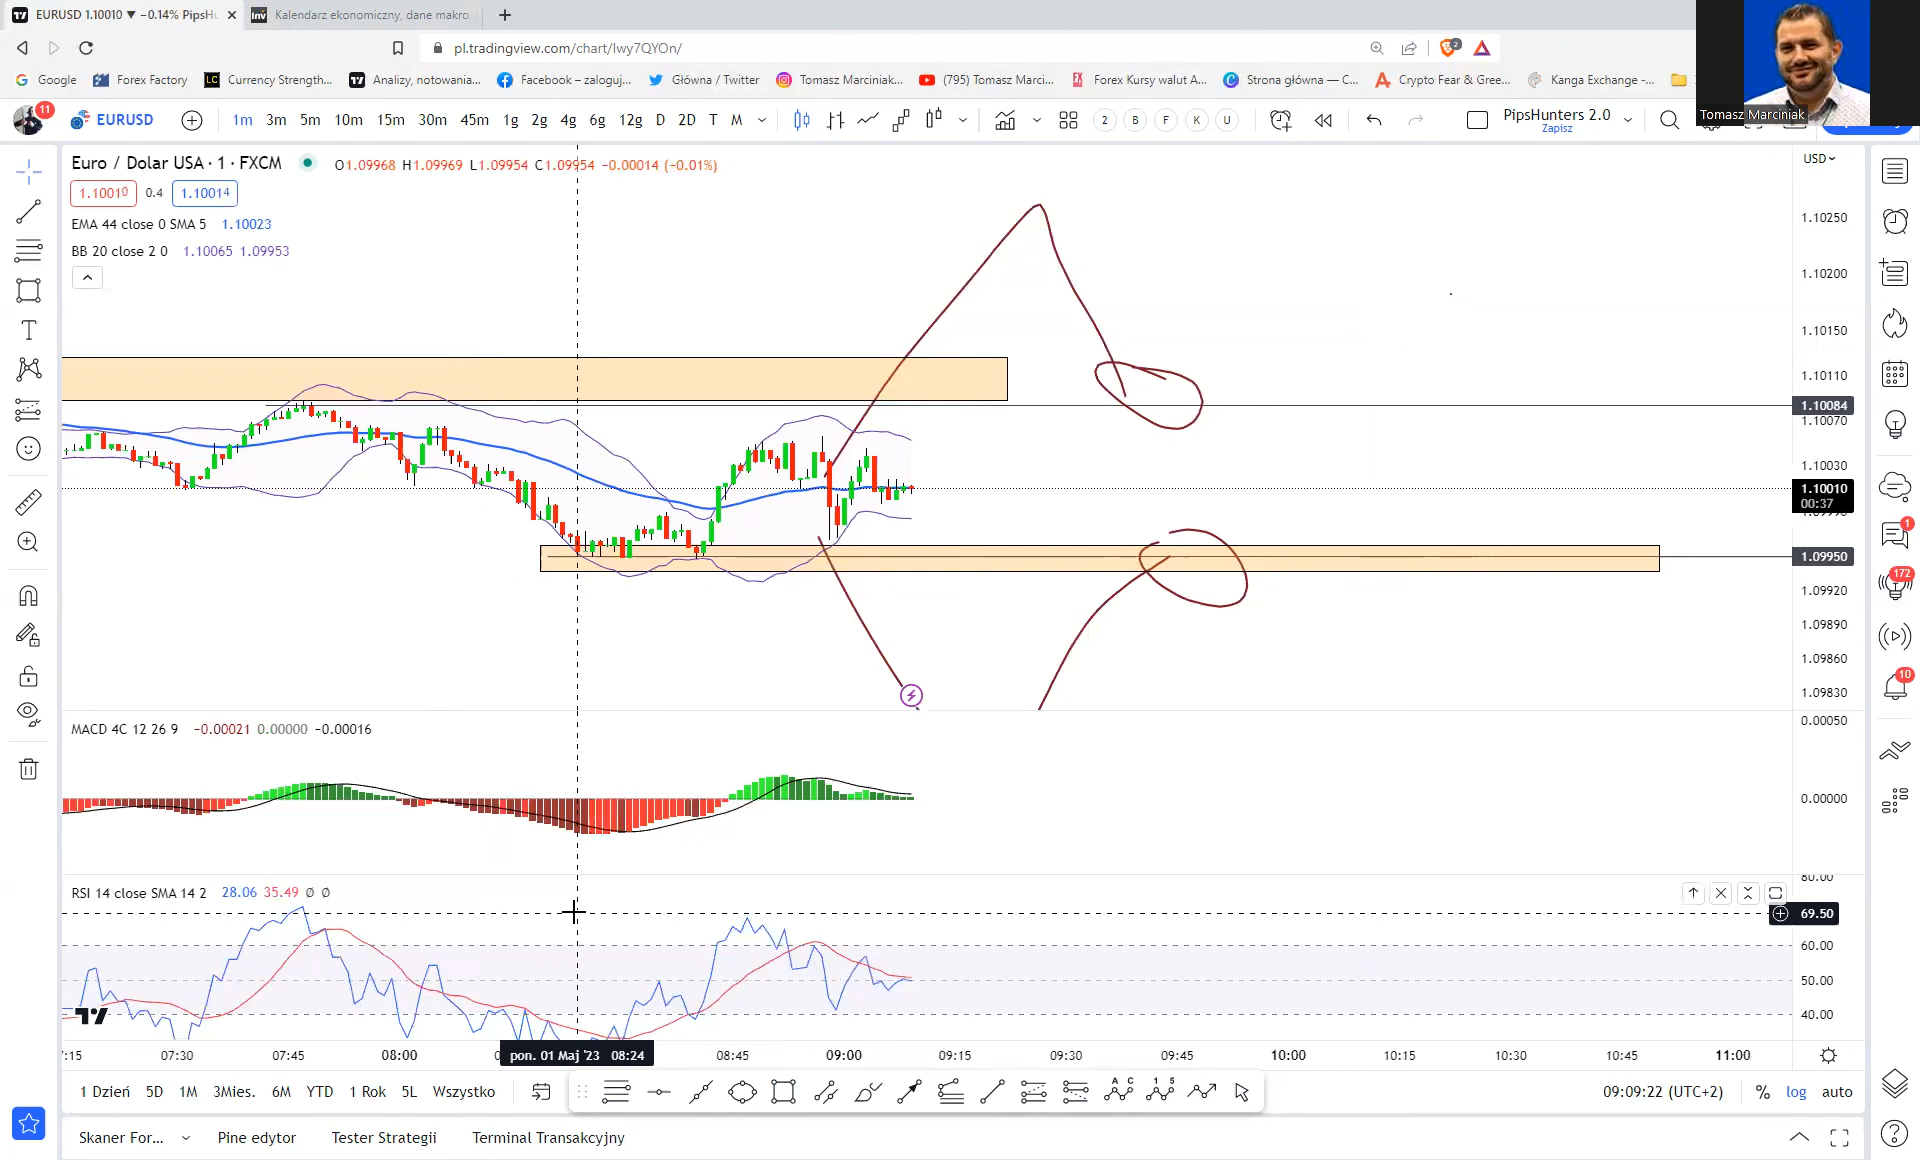 EURUSD 1.10010 ▼ −0.14% PipsHu
Kalendarz ekonomiczny, dane makro
pl.tradingview.com/chart/Iwy7QYOn/
2
Google Forex Factory Currency Strength... Analizy, notowania... Facebook – zaloguj... Główna / Twitter Tomasz Marciniak... (795) Tomasz Marci... Forex Kursy walut A... Strona główna — C... Crypto Fear & Gree... Kanga Exchange -...
Tomasz Marciniak
11
EURUSD 1m 3m 5m 10m 15m 30m 45m 1g 2g 4g 6g 12g D 2D T M 2 B F K U PipsHunters 2.0
Zapisz
Euro / Dolar USA · 1 · FXCM O1.09968 H1.09969 L1.09954 C1.09954 −0.00014 (−0.01%)
USD
1.10010 0.4 1.10014
EMA 44 close 0 SMA 5 1.10023
BB 20 close 2 0 1.10065 1.09953
1.10250
1.10200
1.10150
1.10110
1.10084
1.10070
1.10030
1.10010
00:37
1.09950
1.09920
1.09890
1.09860
1.09830
1
172
10
MACD 4C 12 26 9 −0.00021 0.00000 −0.00016
0.00050
0.00000
RSI 14 close SMA 14 2 28.06 35.49 Ø Ø
80.00
69.50
60.00
50.00
40.00
:15 07:30 07:45 08:00 pon. 01 Maj '23 08:24 08:45 09:00 09:15 09:30 09:45 10:00 10:15 10:30 10:45 11:00
1 Dzień 5D 1M 3Mies. 6M YTD 1 Rok 5L Wszystko 09:09:22 (UTC+2) % log auto
Skaner For... Pine edytor Tester Strategii Terminal Transakcyjny